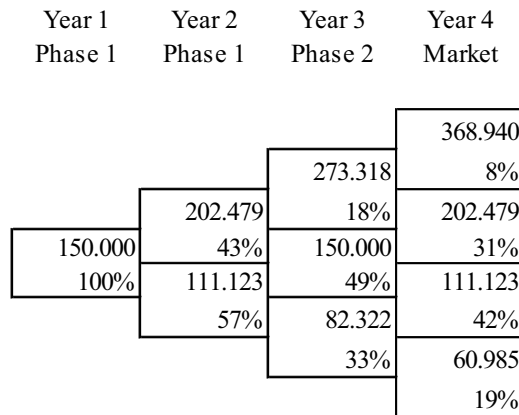 Year 1 Year 2 Year 3 Year 4
Phase 1 Phase 1 Phase 2 Market
368.940
273.318 8%
202.479 18% 202.479
150.000 43% 150.000 31%
100% 111.123 49% 111.123
57% 82.322 42%
33% 60.985
19%